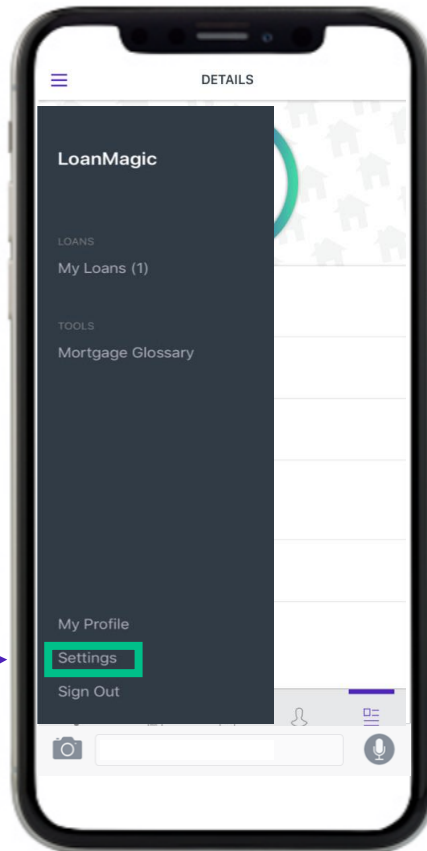 DETAILS
LoanMagic
LOANS
My Loans (1)
TOOLS
Mortgage Glossary
My Profile
Settings
Sign Out